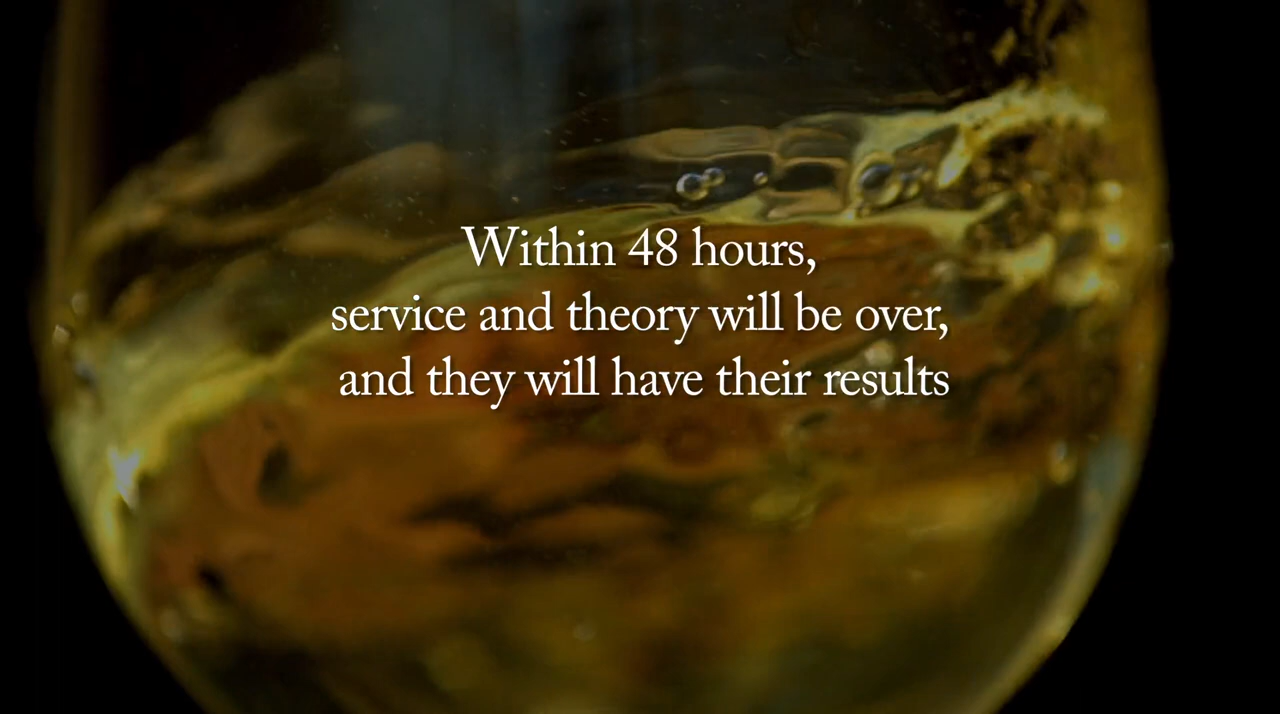 Within 48 hours,
service and theory will be over,
and they will have their results